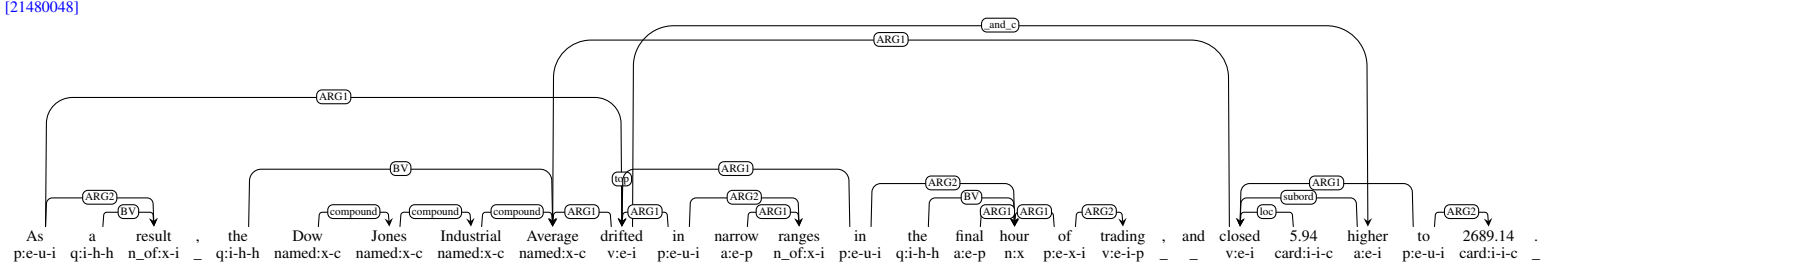 [21480048]
_and_c
ARG1
ARG1
BV ARG1
top
ARG2 ARG2 ARG2 ARG1
BV ARG1 BV subord
compound compound compound ARG1 ARG1 ARG1 ARG1 ARG2 loc ARG2
As a result , the Dow Jones Industrial Average drifted in narrow ranges in the final hour of trading , and closed 5.94 higher to 2689.14 .
p:e-u-i q:i-h-h n_of:x-i _ q:i-h-h named:x-c named:x-c named:x-c named:x-c v:e-i p:e-u-i a:e-p n_of:x-i p:e-u-i q:i-h-h a:e-p n:x p:e-x-i v:e-i-p _ _ v:e-i card:i-i-c a:e-i p:e-u-i card:i-i-c _